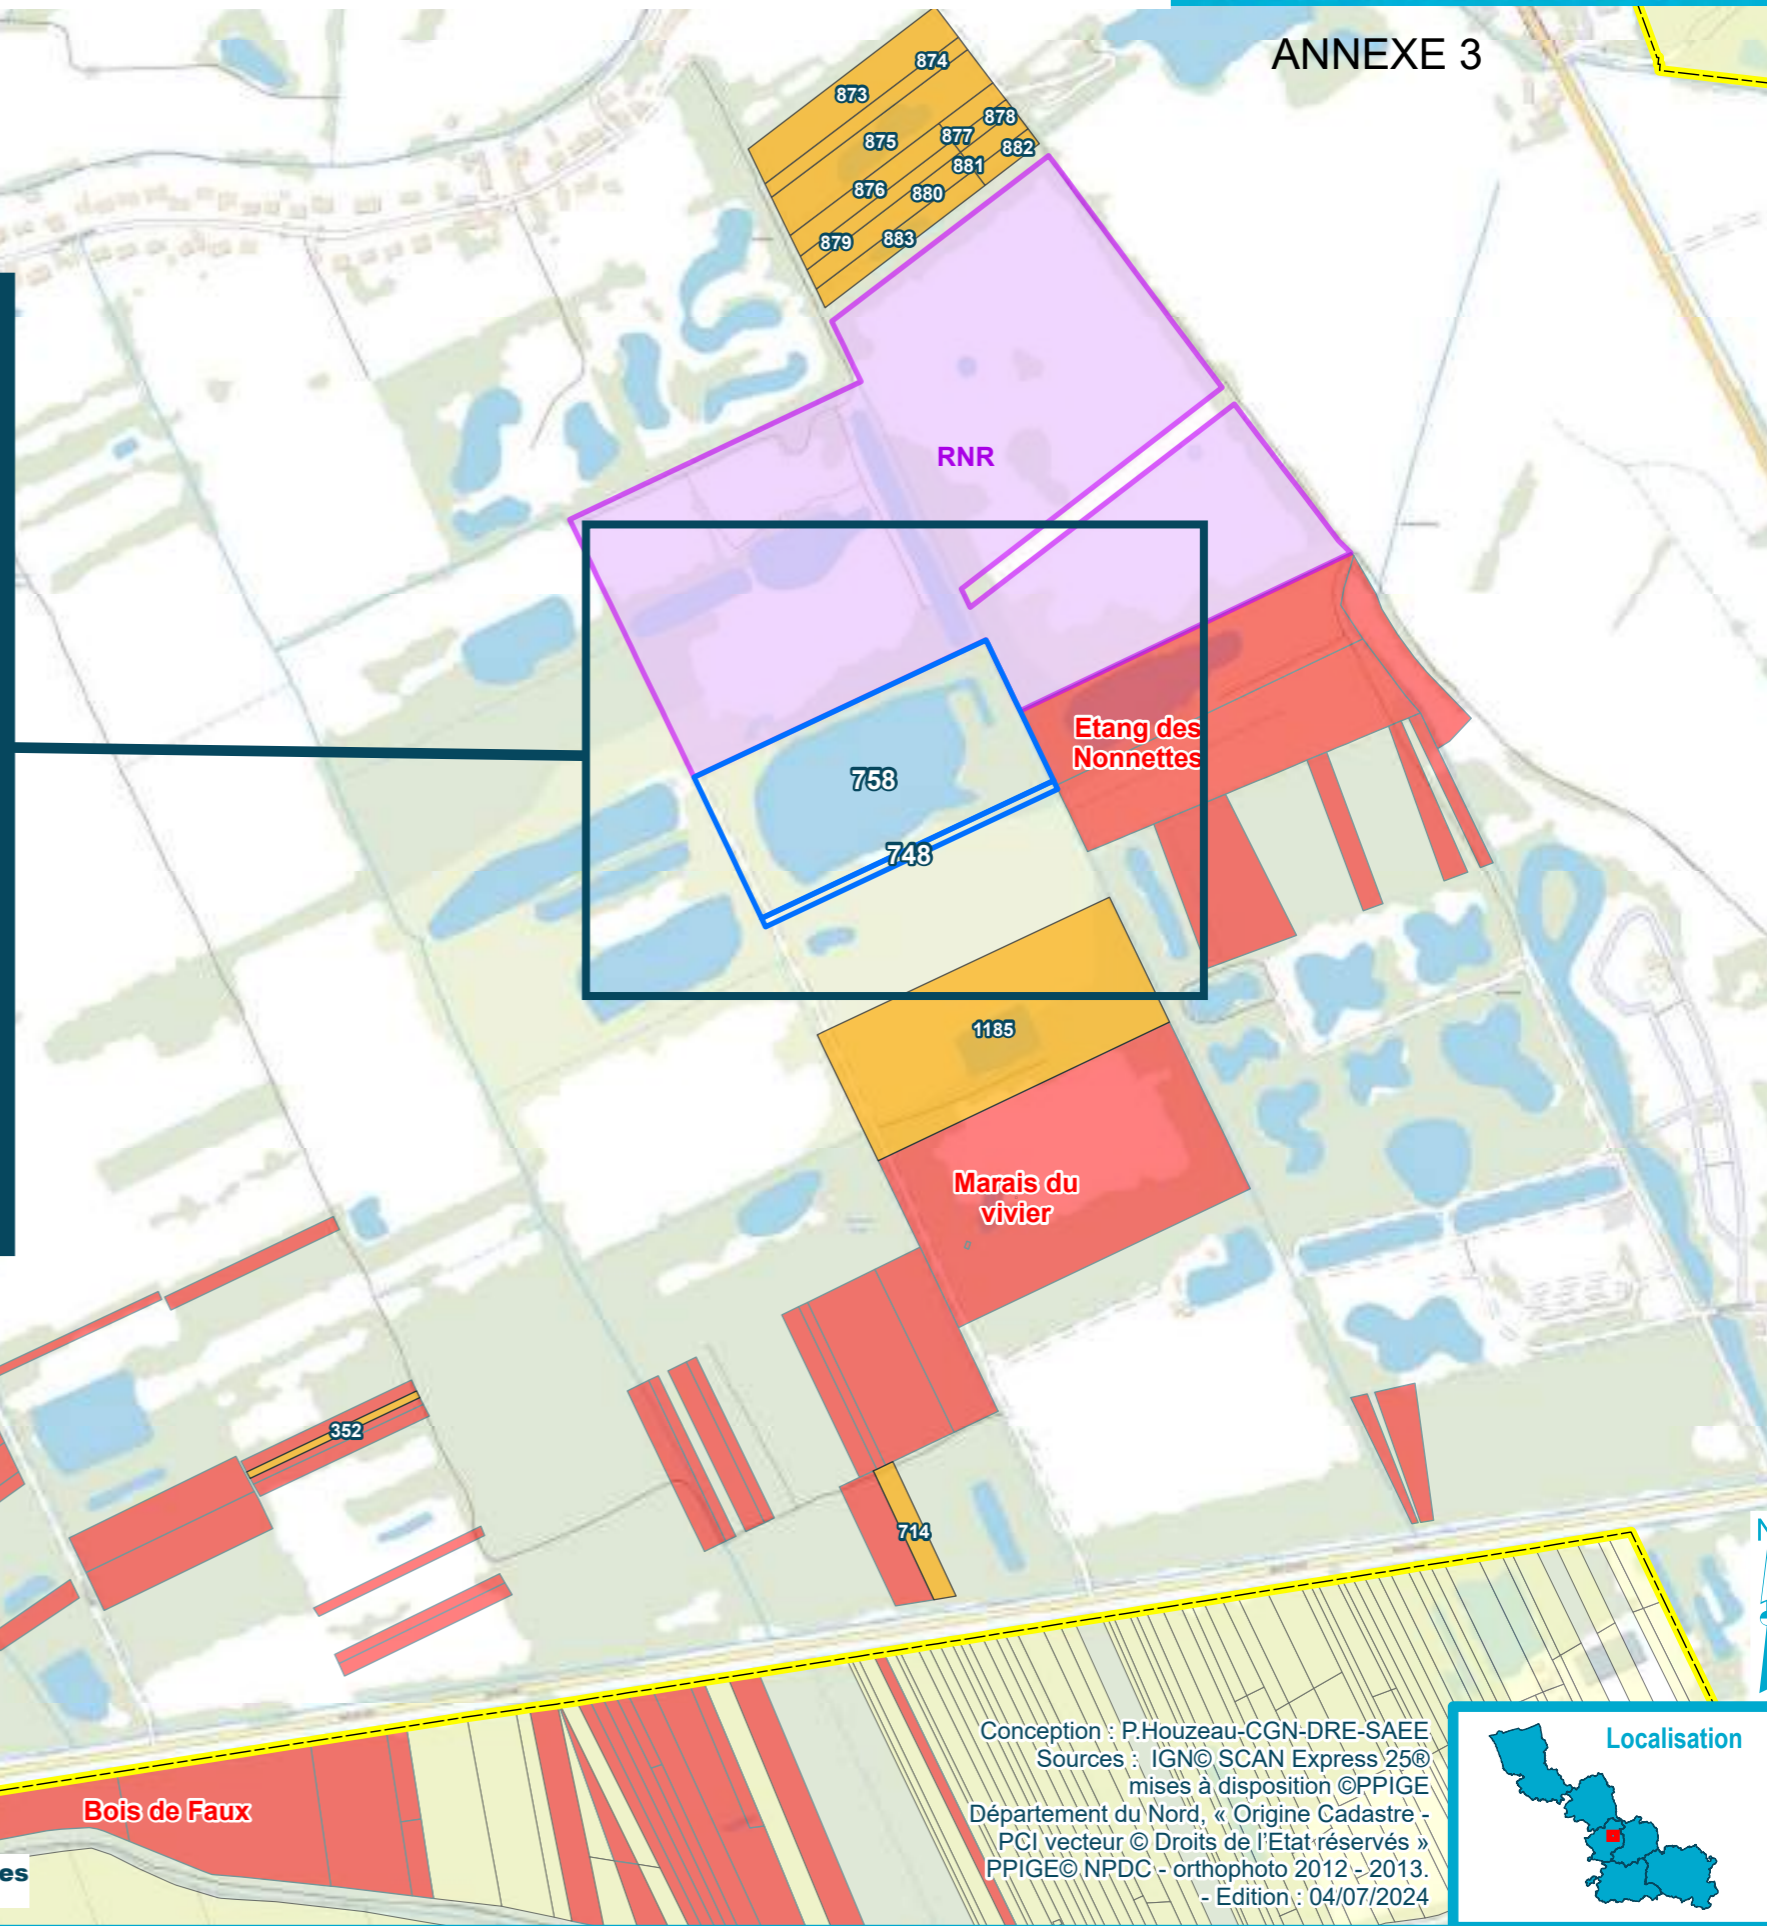 ANNEXE 3
874
873
878
875
877
882
881
876
880
883
879
RNR
Etang des
Nonnettes
758
748
1185
Marais du
vivier
352
714
N
Conception : P.Houzeau-CGN-DRE-SAEE
Sources : IGN© SCAN Express 25®
mises à disposition ©PPIGE
Département du Nord, « Origine Cadastre -
PCI vecteur © Droits de l'Etat réservés »
PPIGE© NPDC - orthophoto 2012 - 2013.
- Edition : 04/07/2024
Localisation
Bois de Faux
es